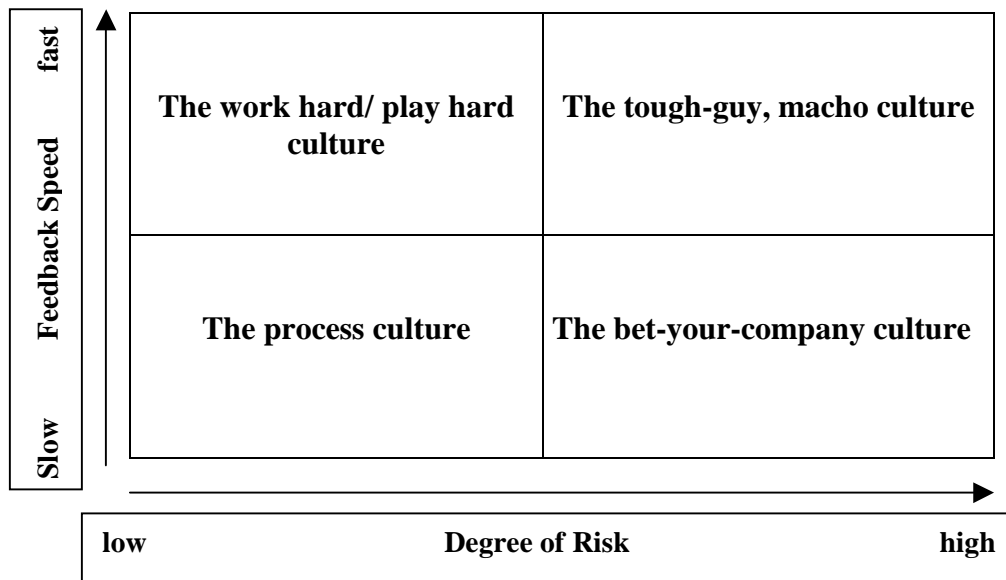 fast
Feedback Speed
Slow
The work hard/ play hard
culture
The tough-guy, macho culture
The process culture
The bet-your-company culture
low Degree of Risk high